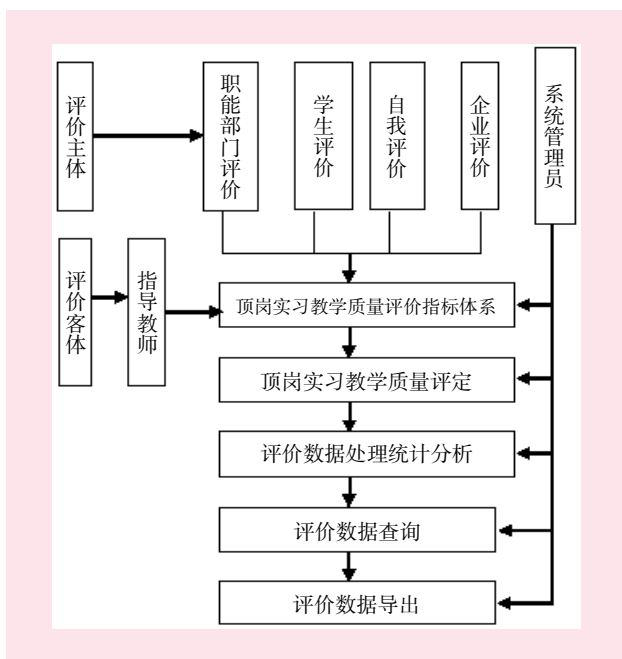 评价主体
职能部门评价
学生评价
自我评价
企业评价
系统管理员
评价客体
指导教师
顶岗实习教学质量评价指标体系
顶岗实习教学质量评定
评价数据处理统计分析
评价数据查询
评价数据导出